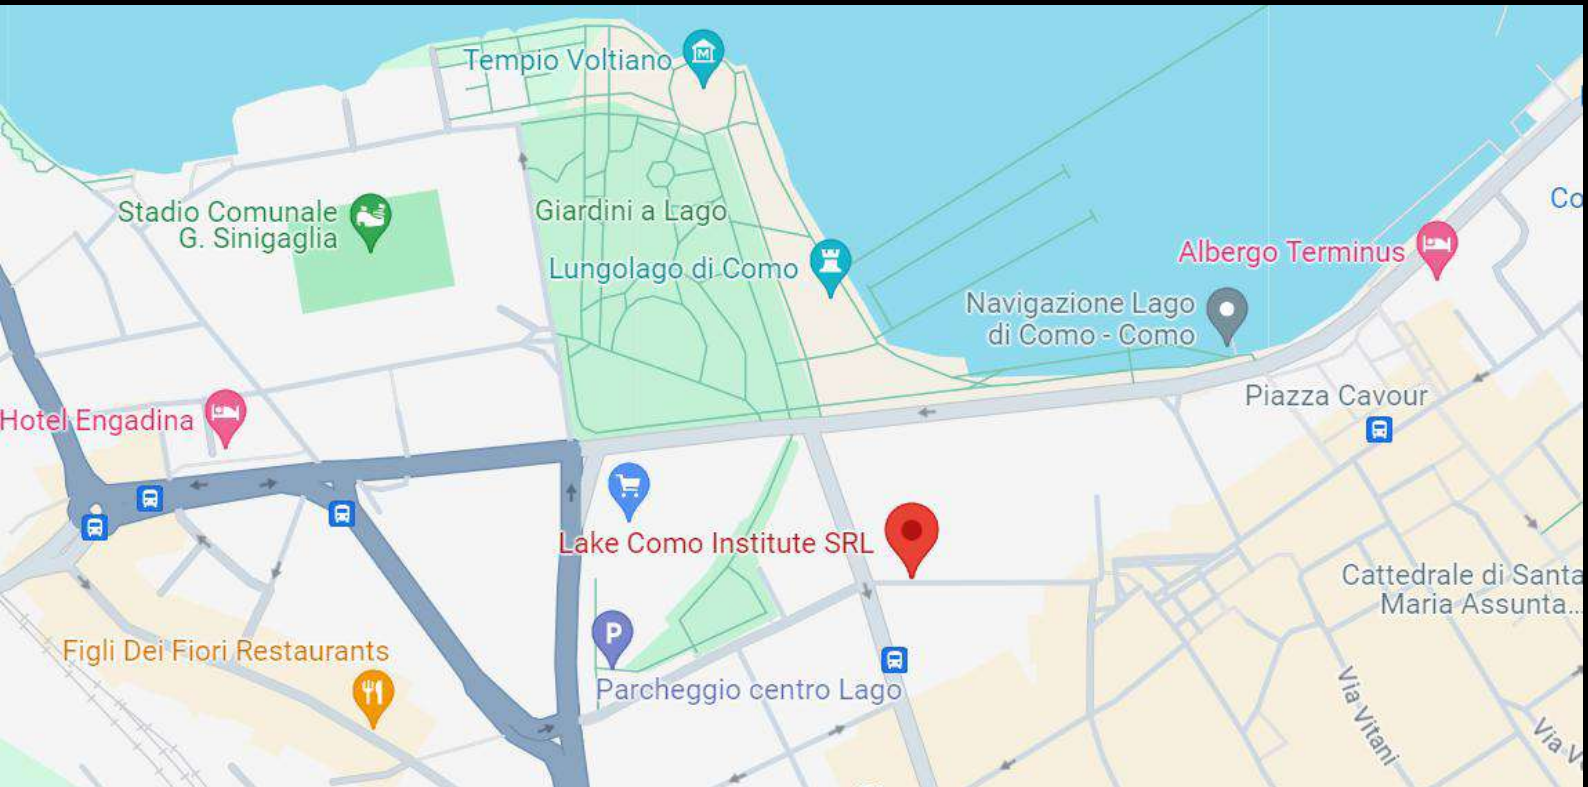 Tempio Voltiano
Stadio Comunale
G. Sinigaglia
Giardini a Lago
Co
Lungolago di Como
Albergo Terminus
Navigazione Lago
di Como - Como
Piazza Cavour
Hotel Engadina
Lake Como Institute SRL
Cattedrale di Santa
Maria Assunta...
P
Figli Dei Fiori Restaurants
Parcheggio centro Lago
Via Vitani
Via V